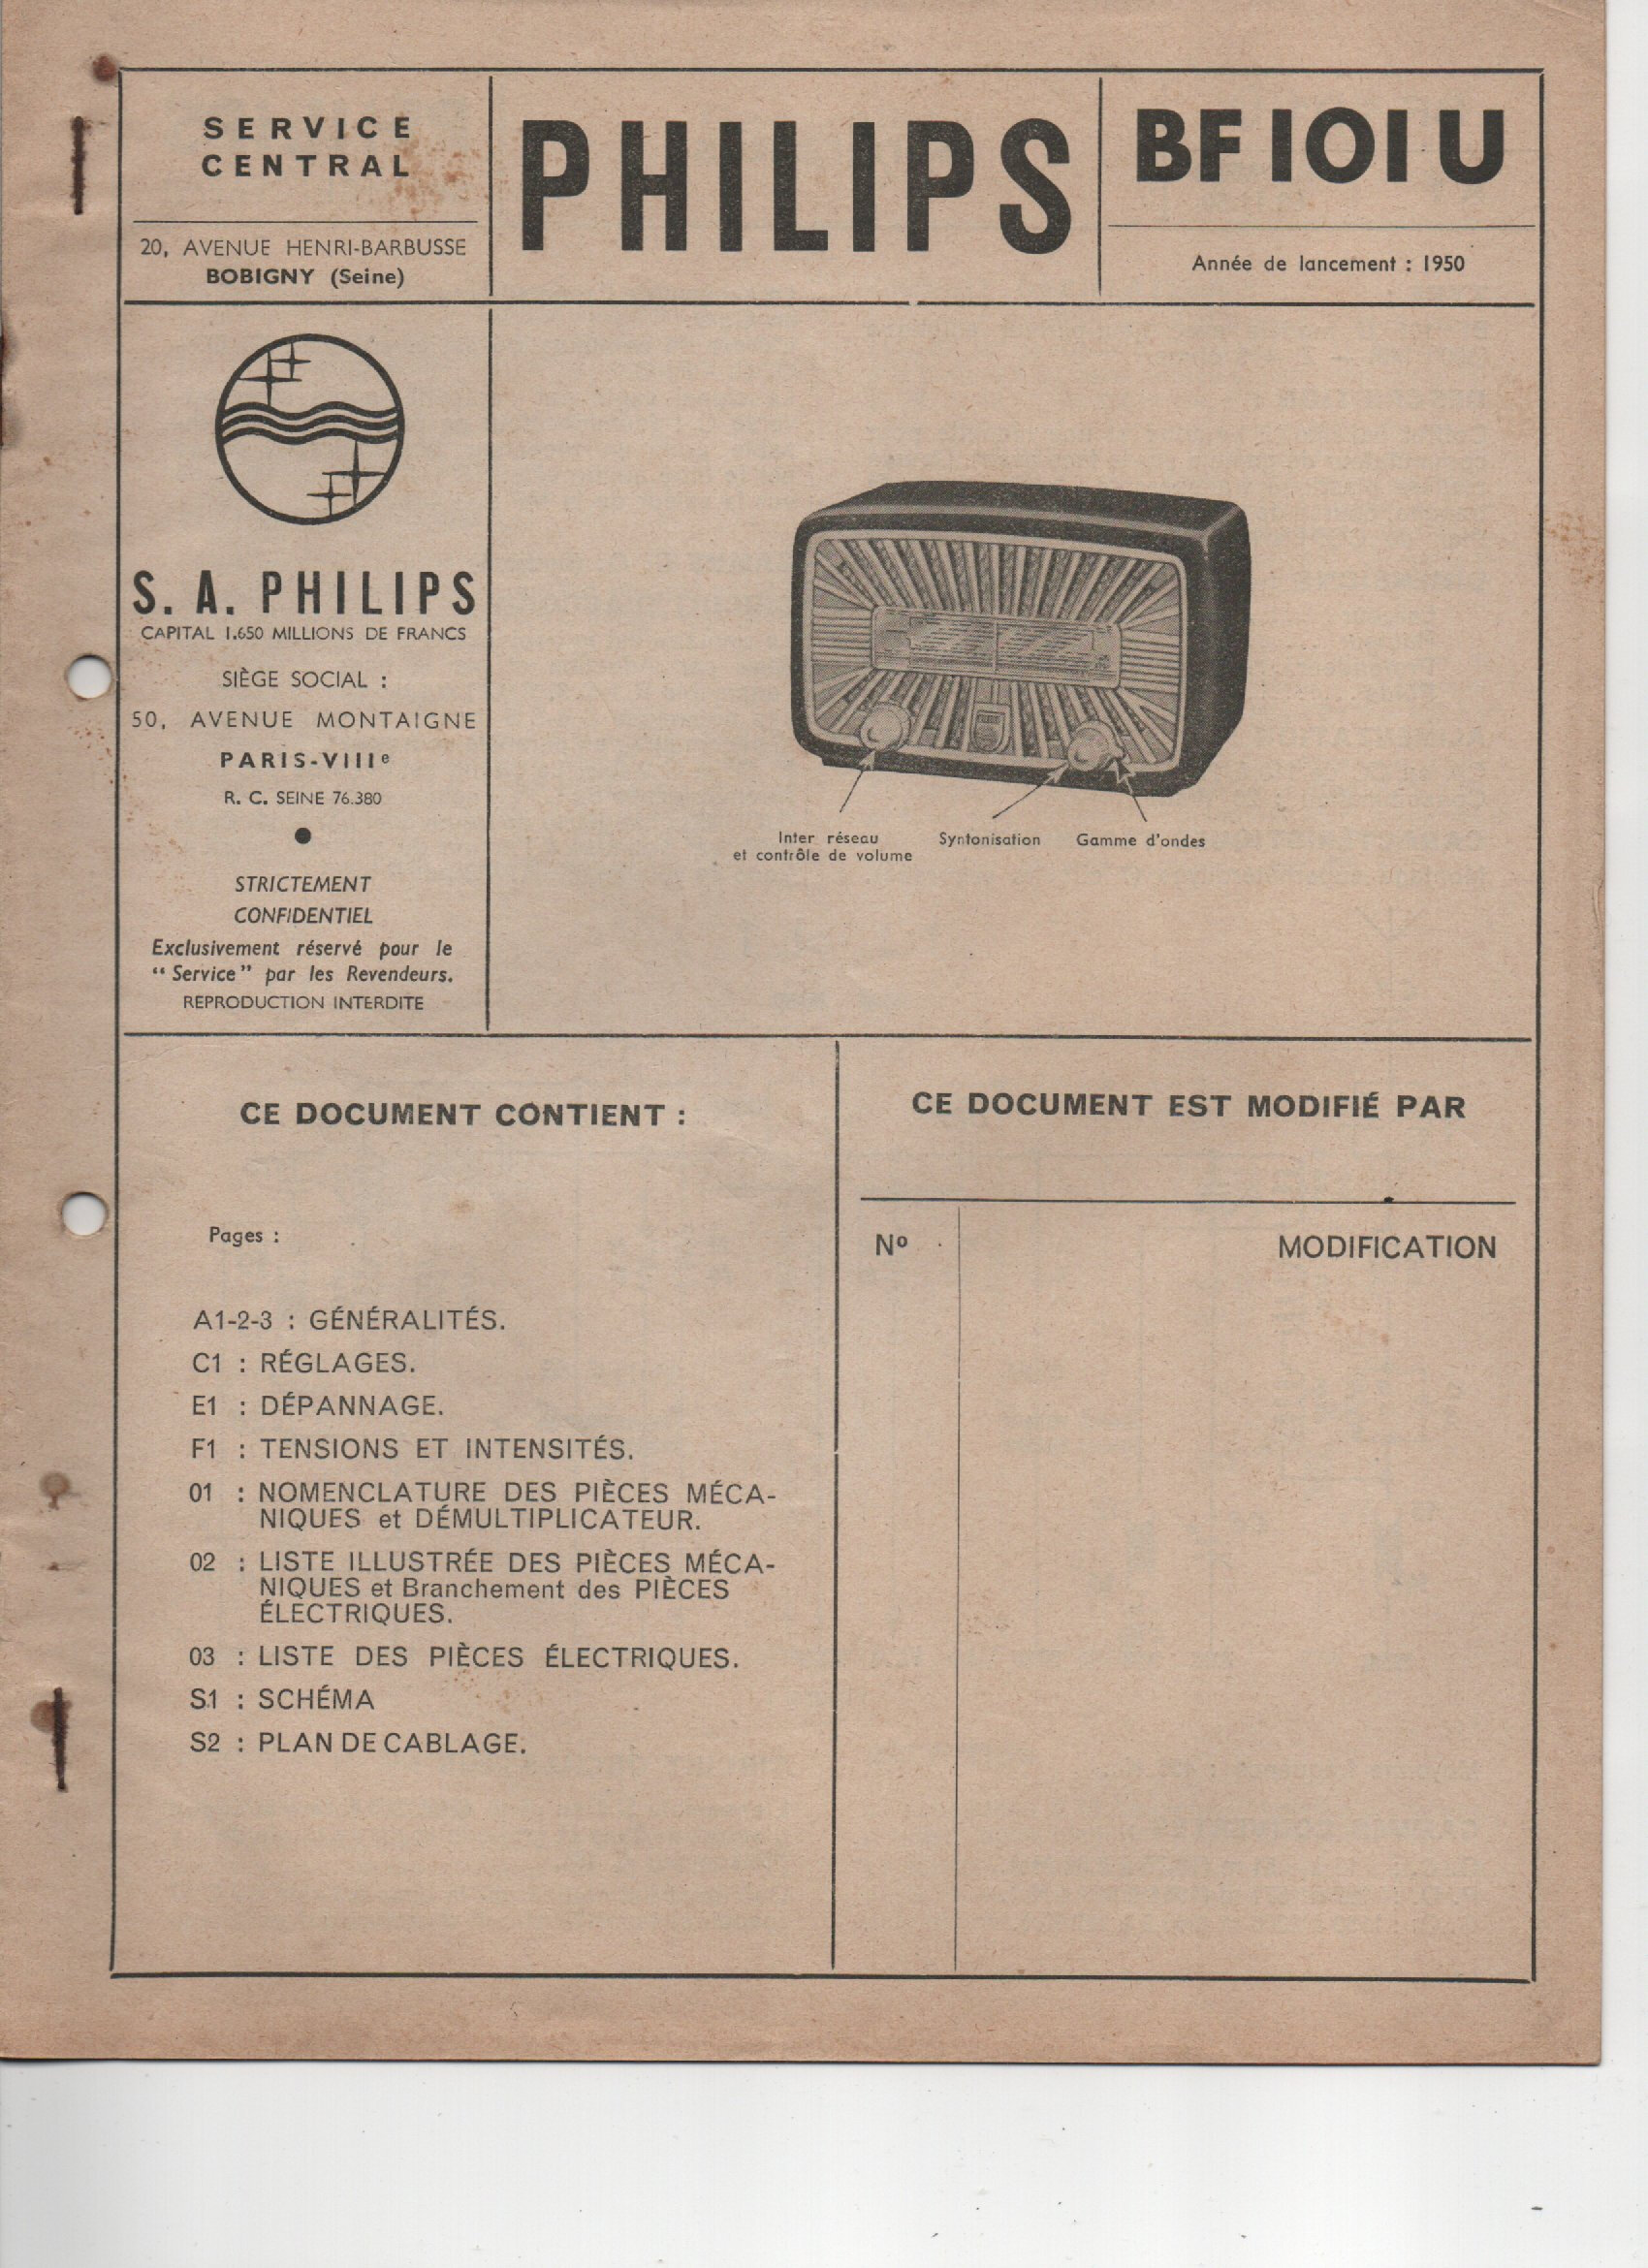 SERVICE
CENTRAL
20, AVENUE HENRI-BARBUSSE
BOBIGNY (Seine)
PHILIPS
BF 101 U
Année de lancement : 1950
S. A. PHILIPS
CAPITAL 1.650 MILLIONS DE FRANCS
SIÈGE SOCIAL :
50, AVENUE MONTAIGNE
PARIS-VIIIe
R. C. SEINE 76.380
STRICTEMENT
CONFIDENTIEL
Exclusivement réservé pour le
“ Service ” par les Revendeurs.
REPRODUCTION INTERDITE
Inter réseau
et contrôle de volume
Syntonisation
Gamme d'ondes
CE DOCUMENT CONTIENT :
Pages :
A1-2-3 : GÉNÉRALITÉS.
C1 : RÉGLAGES.
E1 : DÉPANNAGE.
F1 : TENSIONS ET INTENSITÉS.
01 : NOMENCLATURE DES PIÈCES MÉCA-
NIQUES et DÉMULTIPLICATEUR.
02 : LISTE ILLUSTRÉE DES PIÈCES MÉCA-
NIQUES et Branchement des PIÈCES
ÉLECTRIQUES.
03 : LISTE DES PIÈCES ÉLECTRIQUES.
S1 : SCHÉMA
S2 : PLAN DE CABLAGE.
CE DOCUMENT EST MODIFIÉ PAR
No
MODIFICATION